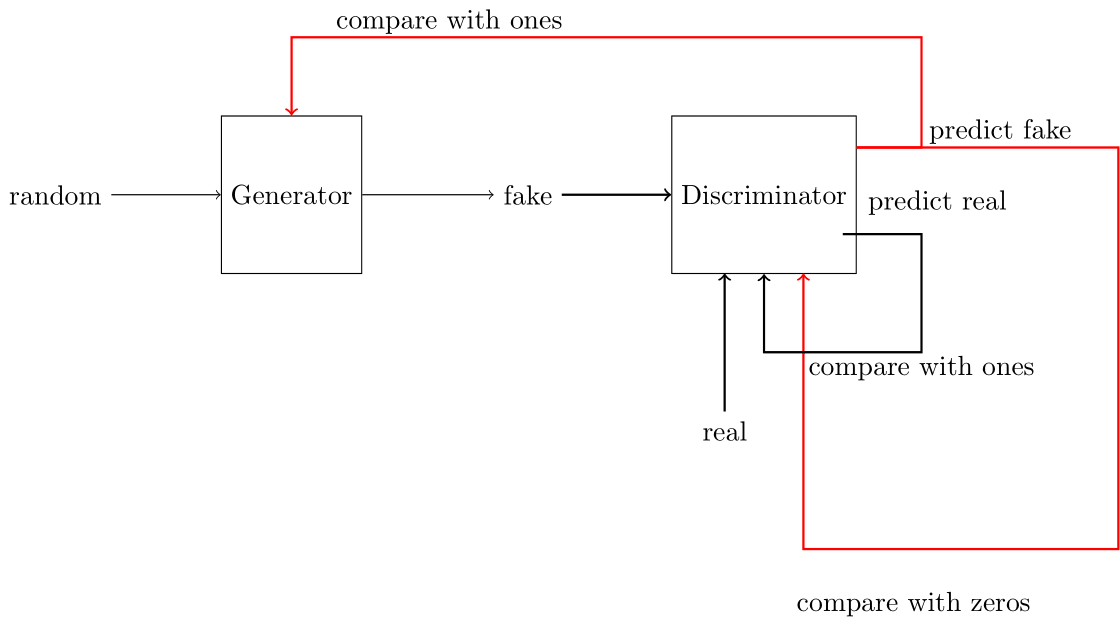 compare with ones
predict fake
random
Generator
fake
Discriminator
predict real
compare with ones
real
compare with zeros